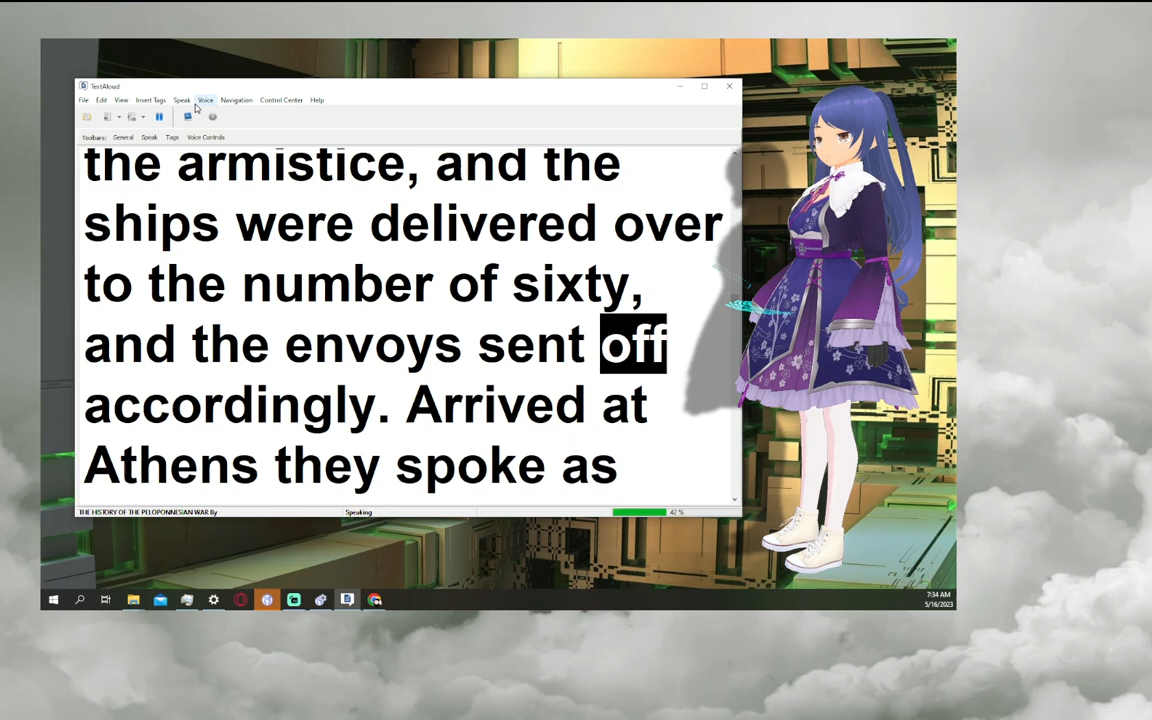 TextAloud
File Edit View Insert Tags Speak Voice Navigation Control Center Help
Toolbars: General Speak Tags Voice Controls
the armistice, and the
ships were delivered over
to the number of sixty,
and the envoys sent off
accordingly. Arrived at
Athens they spoke as
THE HISTORY OF THE PELOPONNESIAN WAR By Speaking 42 %
7:34 AM
5/16/2023